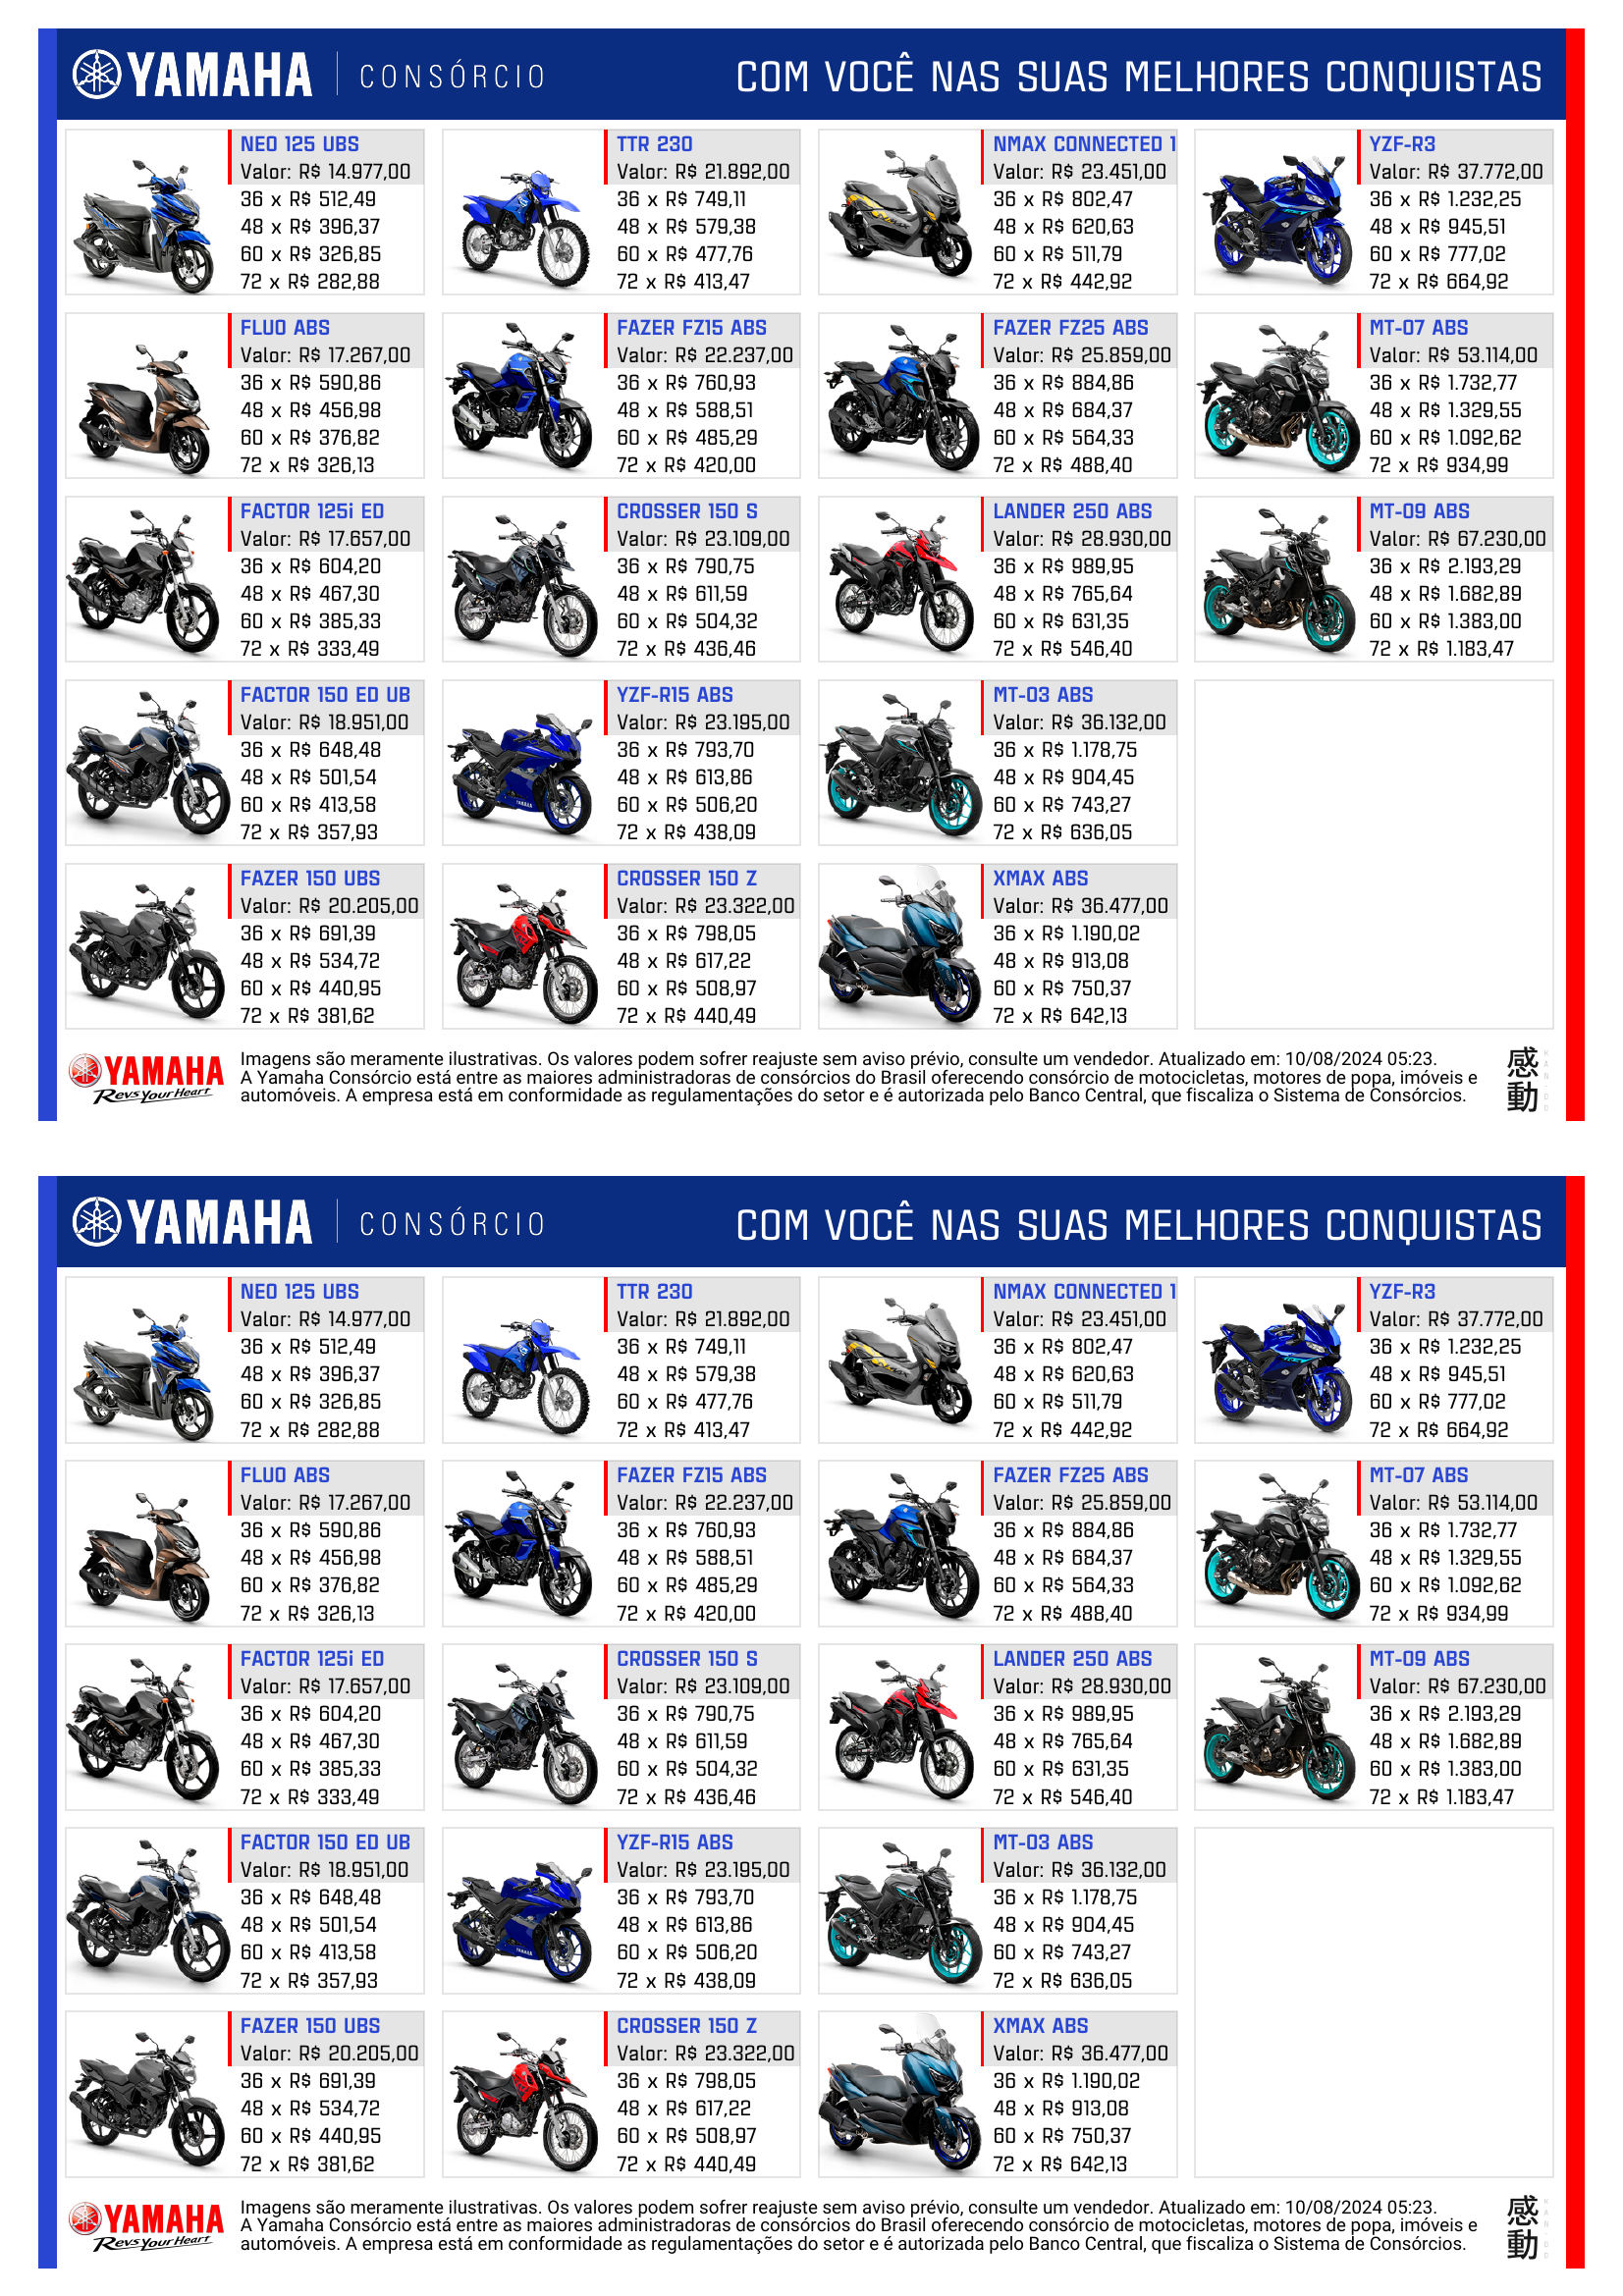 YAMAHA CONSÓRCIO
COM VOCÊ NAS SUAS MELHORES CONQUISTAS
NEO 125 UBS
Valor: R$ 14.977,00
36 x R$ 512,49
48 x R$ 396,37
60 x R$ 326,85
72 x R$ 282,88
TTR 230
Valor: R$ 21.892,00
36 x R$ 749,11
48 x R$ 579,38
60 x R$ 477,76
72 x R$ 413,47
NMAX CONNECTED 1
Valor: R$ 23.451,00
36 x R$ 802,47
48 x R$ 620,63
60 x R$ 511,79
72 x R$ 442,92
YZF-R3
Valor: R$ 37.772,00
36 x R$ 1.232,25
48 x R$ 945,51
60 x R$ 777,02
72 x R$ 664,92
FLUO ABS
Valor: R$ 17.267,00
36 x R$ 590,86
48 x R$ 456,98
60 x R$ 376,82
72 x R$ 326,13
FAZER FZ15 ABS
Valor: R$ 22.237,00
36 x R$ 760,93
48 x R$ 588,51
60 x R$ 485,29
72 x R$ 420,00
FAZER FZ25 ABS
Valor: R$ 25.859,00
36 x R$ 884,86
48 x R$ 684,37
60 x R$ 564,33
72 x R$ 488,40
MT-07 ABS
Valor: R$ 53.114,00
36 x R$ 1.732,77
48 x R$ 1.329,55
60 x R$ 1.092,62
72 x R$ 934,99
FACTOR 125i ED
Valor: R$ 17.657,00
36 x R$ 604,20
48 x R$ 467,30
60 x R$ 385,33
72 x R$ 333,49
CROSSER 150 S
Valor: R$ 23.109,00
36 x R$ 790,75
48 x R$ 611,59
60 x R$ 504,32
72 x R$ 436,46
LANDER 250 ABS
Valor: R$ 28.930,00
36 x R$ 989,95
48 x R$ 765,64
60 x R$ 631,35
72 x R$ 546,40
MT-09 ABS
Valor: R$ 67.230,00
36 x R$ 2.193,29
48 x R$ 1.682,89
60 x R$ 1.383,00
72 x R$ 1.183,47
FACTOR 150 ED UB
Valor: R$ 18.951,00
36 x R$ 648,48
48 x R$ 501,54
60 x R$ 413,58
72 x R$ 357,93
YZF-R15 ABS
Valor: R$ 23.195,00
36 x R$ 793,70
48 x R$ 613,86
60 x R$ 506,20
72 x R$ 438,09
MT-03 ABS
Valor: R$ 36.132,00
36 x R$ 1.178,75
48 x R$ 904,45
60 x R$ 743,27
72 x R$ 636,05
FAZER 150 UBS
Valor: R$ 20.205,00
36 x R$ 691,39
48 x R$ 534,72
60 x R$ 440,95
72 x R$ 381,62
CROSSER 150 Z
Valor: R$ 23.322,00
36 x R$ 798,05
48 x R$ 617,22
60 x R$ 508,97
72 x R$ 440,49
XMAX ABS
Valor: R$ 36.477,00
36 x R$ 1.190,02
48 x R$ 913,08
60 x R$ 750,37
72 x R$ 642,13
YAMAHA
Revs Your Heart
Imagens são meramente ilustrativas. Os valores podem sofrer reajuste sem aviso prévio, consulte um vendedor. Atualizado em: 10/08/2024 05:23.
A Yamaha Consórcio está entre as maiores administradoras de consórcios do Brasil oferecendo consórcio de motocicletas, motores de popa, imóveis e
automóveis. A empresa está em conformidade as regulamentações do setor e é autorizada pelo Banco Central, que fiscaliza o Sistema de Consórcios.
感動
YAMAHA CONSÓRCIO
COM VOCÊ NAS SUAS MELHORES CONQUISTAS
NEO 125 UBS
Valor: R$ 14.977,00
36 x R$ 512,49
48 x R$ 396,37
60 x R$ 326,85
72 x R$ 282,88
TTR 230
Valor: R$ 21.892,00
36 x R$ 749,11
48 x R$ 579,38
60 x R$ 477,76
72 x R$ 413,47
NMAX CONNECTED 1
Valor: R$ 23.451,00
36 x R$ 802,47
48 x R$ 620,63
60 x R$ 511,79
72 x R$ 442,92
YZF-R3
Valor: R$ 37.772,00
36 x R$ 1.232,25
48 x R$ 945,51
60 x R$ 777,02
72 x R$ 664,92
FLUO ABS
Valor: R$ 17.267,00
36 x R$ 590,86
48 x R$ 456,98
60 x R$ 376,82
72 x R$ 326,13
FAZER FZ15 ABS
Valor: R$ 22.237,00
36 x R$ 760,93
48 x R$ 588,51
60 x R$ 485,29
72 x R$ 420,00
FAZER FZ25 ABS
Valor: R$ 25.859,00
36 x R$ 884,86
48 x R$ 684,37
60 x R$ 564,33
72 x R$ 488,40
MT-07 ABS
Valor: R$ 53.114,00
36 x R$ 1.732,77
48 x R$ 1.329,55
60 x R$ 1.092,62
72 x R$ 934,99
FACTOR 125i ED
Valor: R$ 17.657,00
36 x R$ 604,20
48 x R$ 467,30
60 x R$ 385,33
72 x R$ 333,49
CROSSER 150 S
Valor: R$ 23.109,00
36 x R$ 790,75
48 x R$ 611,59
60 x R$ 504,32
72 x R$ 436,46
LANDER 250 ABS
Valor: R$ 28.930,00
36 x R$ 989,95
48 x R$ 765,64
60 x R$ 631,35
72 x R$ 546,40
MT-09 ABS
Valor: R$ 67.230,00
36 x R$ 2.193,29
48 x R$ 1.682,89
60 x R$ 1.383,00
72 x R$ 1.183,47
FACTOR 150 ED UB
Valor: R$ 18.951,00
36 x R$ 648,48
48 x R$ 501,54
60 x R$ 413,58
72 x R$ 357,93
YZF-R15 ABS
Valor: R$ 23.195,00
36 x R$ 793,70
48 x R$ 613,86
60 x R$ 506,20
72 x R$ 438,09
MT-03 ABS
Valor: R$ 36.132,00
36 x R$ 1.178,75
48 x R$ 904,45
60 x R$ 743,27
72 x R$ 636,05
FAZER 150 UBS
Valor: R$ 20.205,00
36 x R$ 691,39
48 x R$ 534,72
60 x R$ 440,95
72 x R$ 381,62
CROSSER 150 Z
Valor: R$ 23.322,00
36 x R$ 798,05
48 x R$ 617,22
60 x R$ 508,97
72 x R$ 440,49
XMAX ABS
Valor: R$ 36.477,00
36 x R$ 1.190,02
48 x R$ 913,08
60 x R$ 750,37
72 x R$ 642,13
YAMAHA
Revs Your Heart
Imagens são meramente ilustrativas. Os valores podem sofrer reajuste sem aviso prévio, consulte um vendedor. Atualizado em: 10/08/2024 05:23.
A Yamaha Consórcio está entre as maiores administradoras de consórcios do Brasil oferecendo consórcio de motocicletas, motores de popa, imóveis e
automóveis. A empresa está em conformidade as regulamentações do setor e é autorizada pelo Banco Central, que fiscaliza o Sistema de Consórcios.
感動